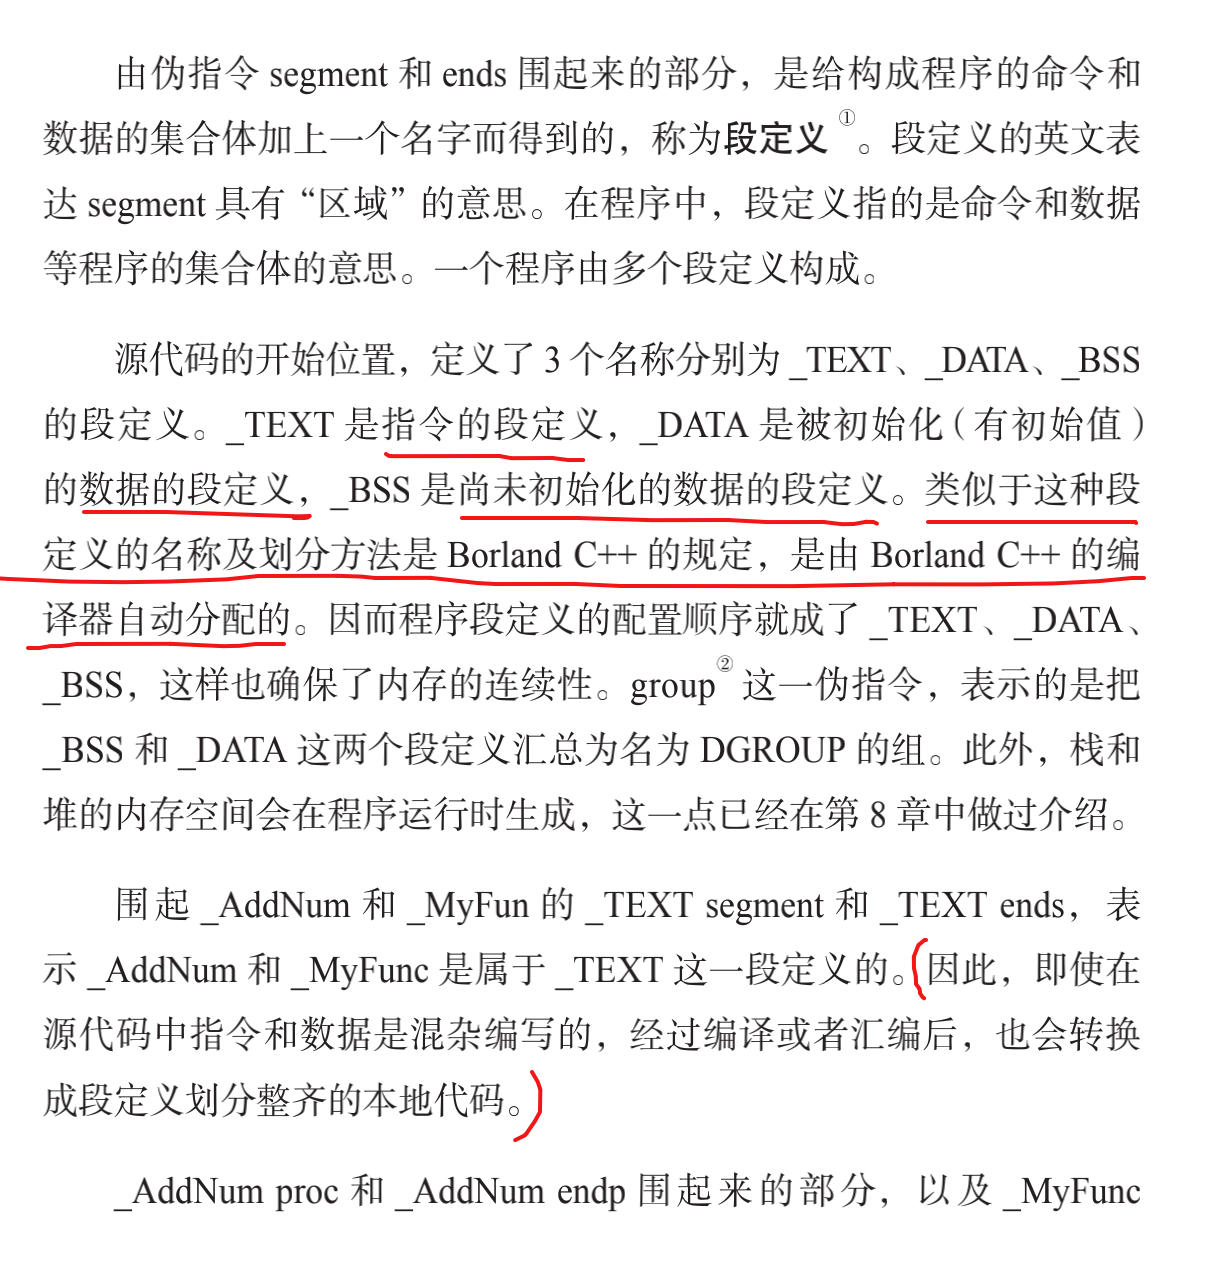 由伪指令 segment 和 ends 围起来的部分，是给构成程序的命令和
数据的集合体加上一个名字而得到的，称为段定义①。段定义的英文表
达 segment 具有“区域”的意思。在程序中，段定义指的是命令和数据
等程序的集合体的意思。一个程序由多个段定义构成。
源代码的开始位置，定义了 3 个名称分别为 _TEXT、_DATA、_BSS
的段定义。_TEXT 是指令的段定义，_DATA 是被初始化（有初始值）
的数据的段定义，_BSS 是尚未初始化的数据的段定义。类似于这种段
定义的名称及划分方法是 Borland C++ 的规定，是由 Borland C++ 的编
译器自动分配的。因而程序段定义的配置顺序就成了 _TEXT、_DATA、
_BSS，这样也确保了内存的连续性。group② 这一伪指令，表示的是把
_BSS 和 _DATA 这两个段定义汇总为名为 DGROUP 的组。此外，栈和
堆的内存空间会在程序运行时生成，这一点已经在第 8 章中做过介绍。
围起 _AddNum 和 _MyFun 的 _TEXT segment 和 _TEXT ends，表
示 _AddNum 和 _MyFunc 是属于 _TEXT 这一段定义的。因此，即使在
源代码中指令和数据是混杂编写的，经过编译或者汇编后，也会转换
成段定义划分整齐的本地代码。
_AddNum proc 和 _AddNum endp 围起来的部分，以及 _MyFunc